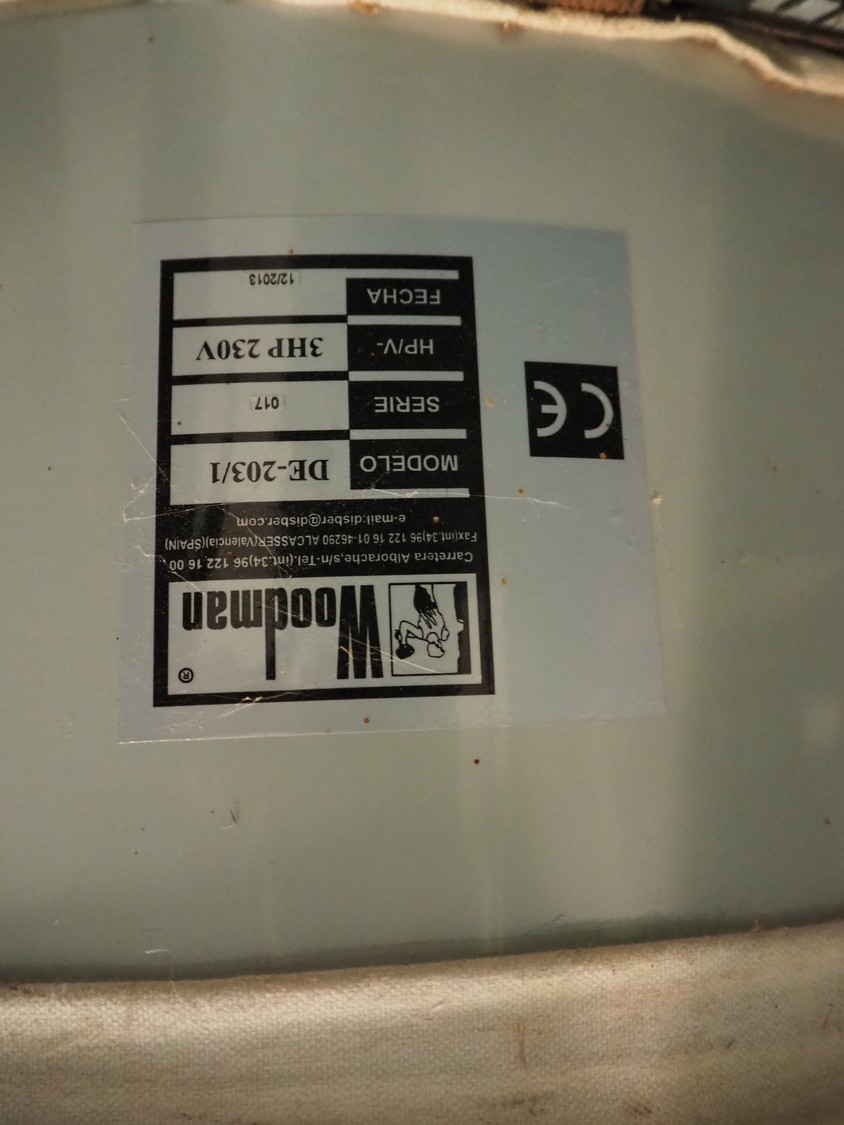 Woodman ®
Carretera Alborache,s/n-Tel.(int.34)96 122 16 00
Fax(int.34)96 122 16 01-46290 ALCASSER(Valencia)(SPAIN)
e-mail:disber@disber.com
MODELO DE-203/1
SERIE 017
HP/V- 3HP 230V
FECHA 12/2013
CE